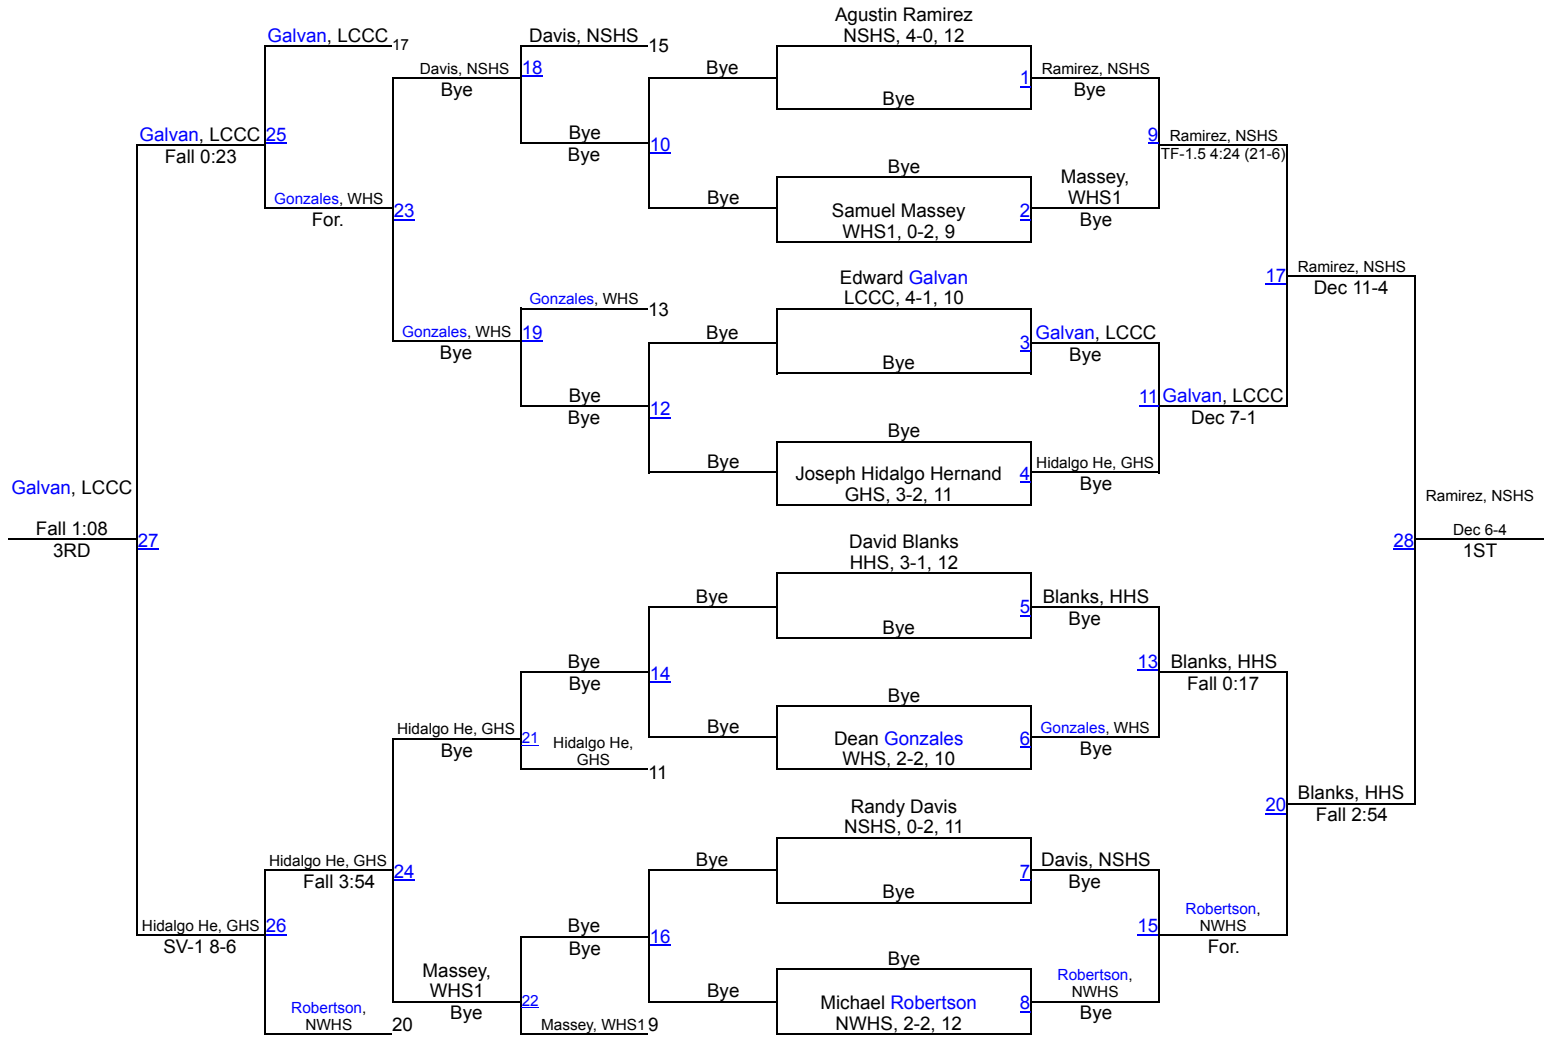 Agustin Ramirez
NSHS, 4-0, 12
Galvan, LCCC
17
Davis, NSHS
15
Davis, NSHS
Bye
18
Bye
Bye
1
Ramirez, NSHS
Bye
Galvan, LCCC
Fall 0:23
25
Bye
Bye
10
9
Ramirez, NSHS
TF-1.5 4:24 (21-6)
Gonzales, WHS
For.
23
Bye
Bye
Samuel Massey
WHS1, 0-2, 9
2
Massey,
WHS1
Bye
Edward Galvan
LCCC, 4-1, 10
17
Ramirez, NSHS
Dec 11-4
Gonzales, WHS
13
Gonzales, WHS
Bye
19
Bye
Bye
3
Galvan, LCCC
Bye
Bye
Bye
12
11
Galvan, LCCC
Dec 7-1
Bye
Bye
Joseph Hidalgo Hernand
GHS, 3-2, 11
4
Hidalgo He, GHS
Bye
Galvan, LCCC
Fall 1:08
3RD
27
Ramirez, NSHS
Dec 6-4
1ST
28
David Blanks
HHS, 3-1, 12
Bye
Bye
5
Blanks, HHS
Bye
Bye
Bye
14
13
Blanks, HHS
Fall 0:17
Hidalgo He, GHS
Bye
21
Hidalgo He,
GHS
11
Bye
Bye
Dean Gonzales
WHS, 2-2, 10
6
Gonzales, WHS
Bye
Randy Davis
NSHS, 0-2, 11
20
Blanks, HHS
Fall 2:54
Hidalgo He, GHS
Fall 3:54
24
Bye
Bye
7
Davis, NSHS
Bye
Hidalgo He, GHS
SV-1 8-6
26
Bye
Bye
16
15
Robertson,
NWHS
For.
Massey,
WHS1
Bye
22
Bye
Bye
Michael Robertson
NWHS, 2-2, 12
8
Robertson,
NWHS
Bye
Robertson,
NWHS
20
Massey, WHS1
9